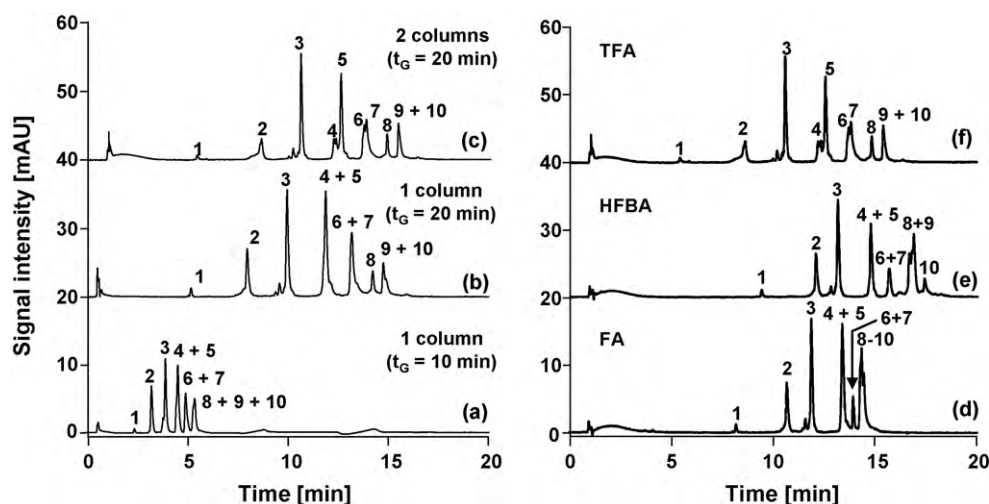 Signal intensity [mAU]
60
50
40
30
20
10
0
2 columns
(t_G = 20 min)
1
2
3
4
5
6
7
8
9 + 10
(c)
1 column
(t_G = 20 min)
1
2
3
4 + 5
6 + 7
8
9 + 10
(b)
1 column
(t_G = 10 min)
1
2
3
4 + 5
6 + 7
8 + 9 + 10
(a)
0 5 10 15 20
Time [min]
60
50
40
30
20
10
0
TFA
1
2
3
4
5
6
7
8
9 + 10
(f)
HFBA
1
2
3
4 + 5
6+7
8+9
10
(e)
FA
1
2
3
4 + 5
6+7
8-10
(d)
0 5 10 15 20
Time [min]